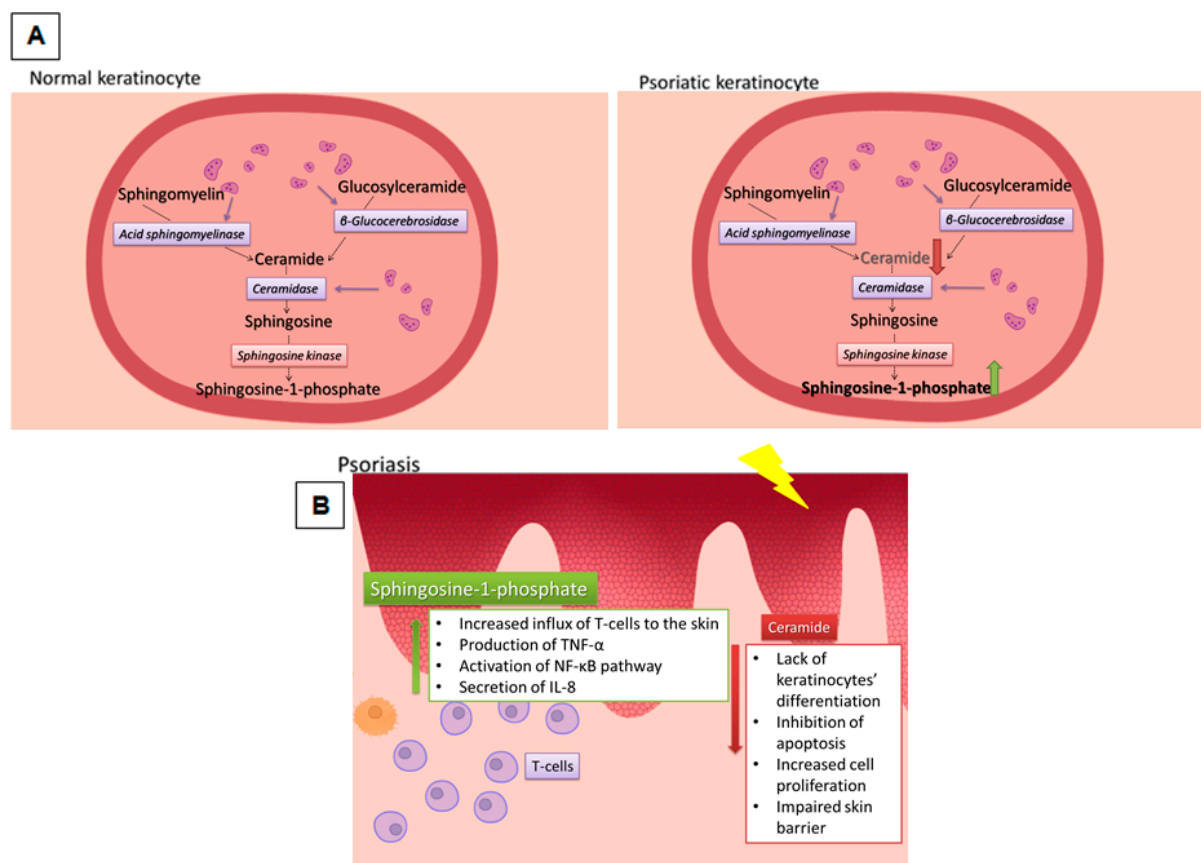 A
Normal keratinocyte
Sphingomyelin
Glucosylceramide
Acid sphingomyelinase
β-Glucocerebrosidase
Ceramide
Ceramidase
Sphingosine
Sphingosine kinase
Sphingosine-1-phosphate
Psoriatic keratinocyte
Sphingomyelin
Glucosylceramide
Acid sphingomyelinase
β-Glucocerebrosidase
Ceramide
Ceramidase
Sphingosine
Sphingosine kinase
Sphingosine-1-phosphate
Psoriasis
B
Sphingosine-1-phosphate
• Increased influx of T-cells to the skin
• Production of TNF-α
• Activation of NF-κB pathway
• Secretion of IL-8
T-cells
Ceramide
• Lack of
keratinocytes’
differentiation
• Inhibition of
apoptosis
• Increased cell
proliferation
• Impaired skin
barrier